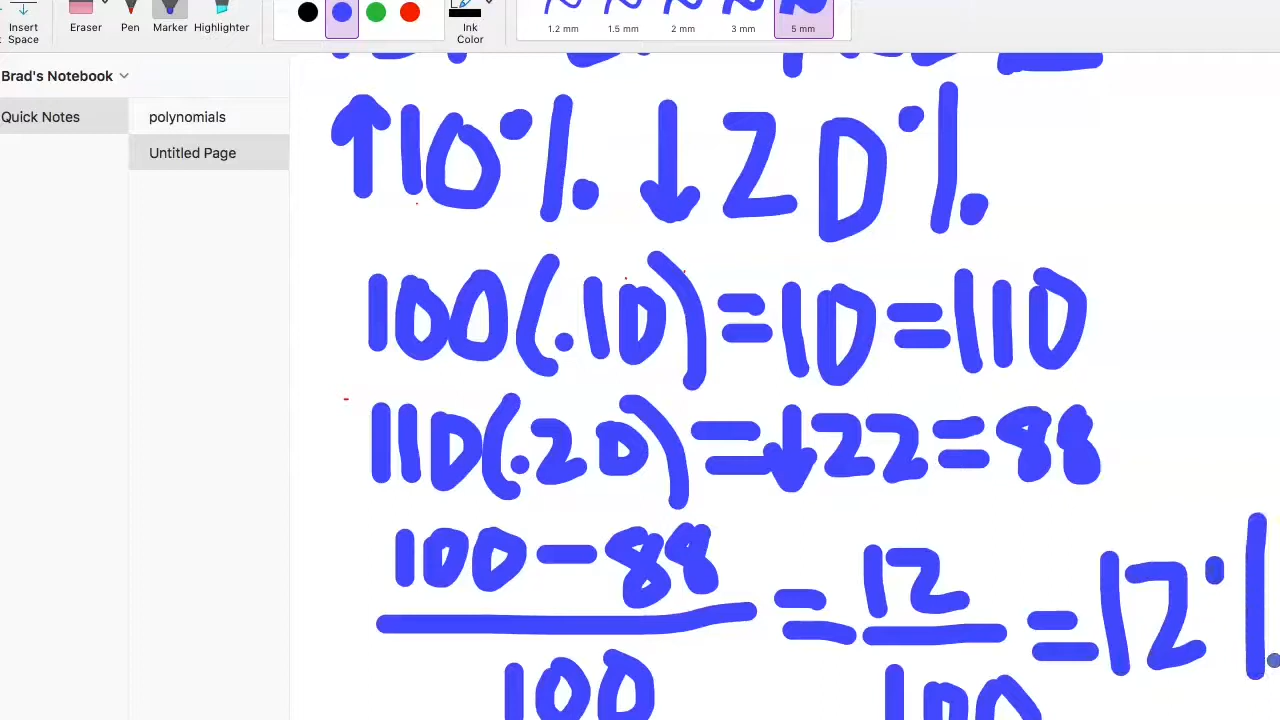 Insert Space
Eraser
Pen
Marker
Highlighter
Ink Color
1.2 mm
1.5 mm
2 mm
3 mm
5 mm
Brad's Notebook
Quick Notes
polynomials
Untitled Page
↑10% ↓20%
100(.10)=10=110
110(.20)=↓22=88
100-88 = 12 = 12%
100 100